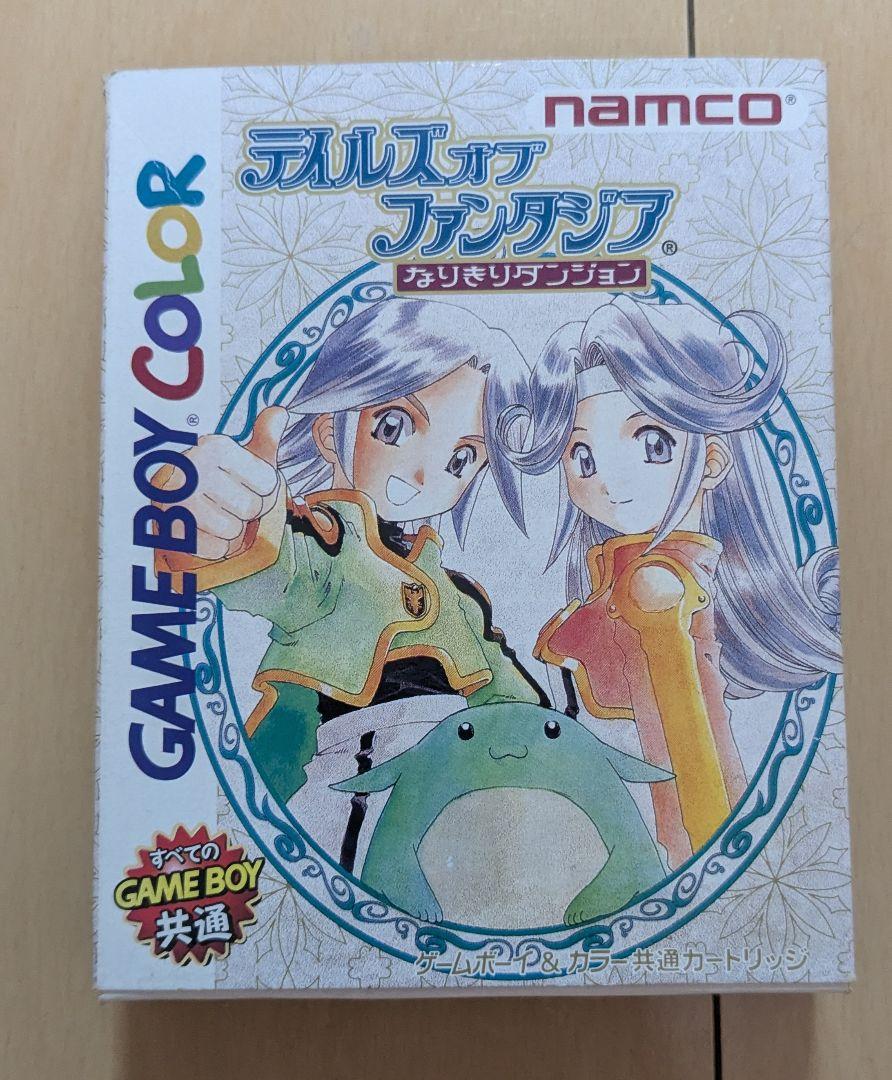 namco®
テイルズ オブ
ファンタジア®
なりきりダンジョン
GAME BOY® COLOR
すべての
GAME BOY
共通
ゲームボーイ & カラー共通カートリッジ